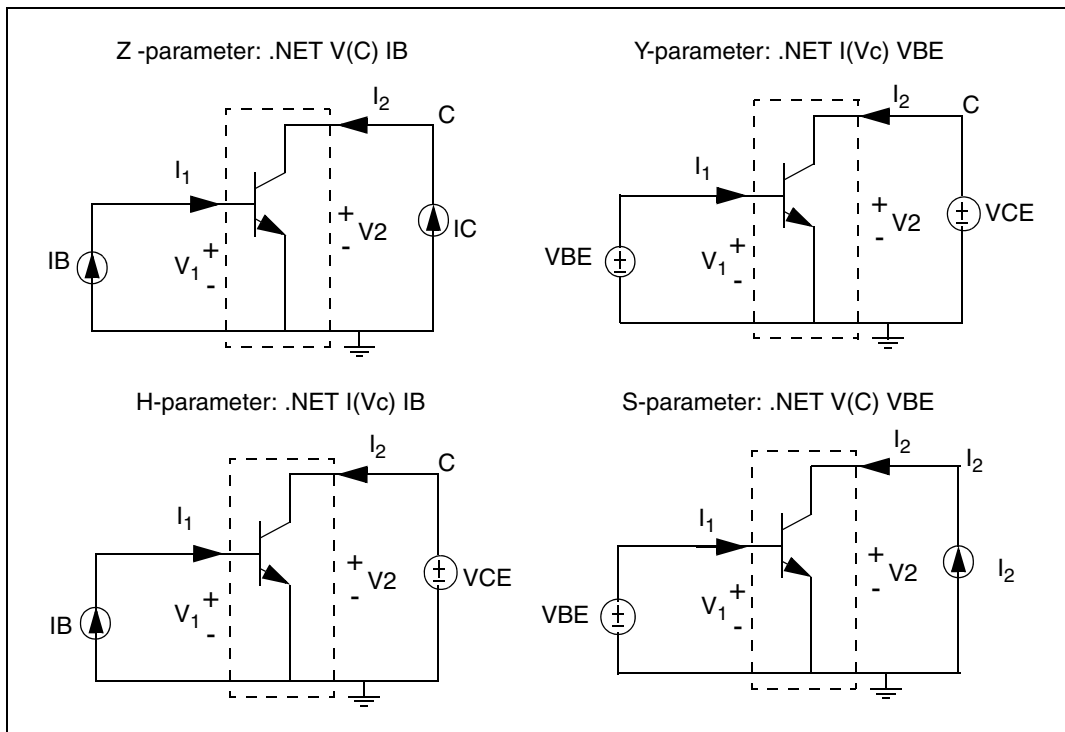 Z -parameter: .NET V(C) IB
I2
C
I1
+
V2
-
IC
IB
V1
+
-
Y-parameter: .NET I(Vc) VBE
I2
C
I1
+
V2
-
VCE
VBE
V1
+
-
H-parameter: .NET I(Vc) IB
I2
C
I1
+
V2
-
VCE
IB
V1
+
-
S-parameter: .NET V(C) VBE
I2
I2
I1
+
V2
-
I2
VBE
V1
+
-